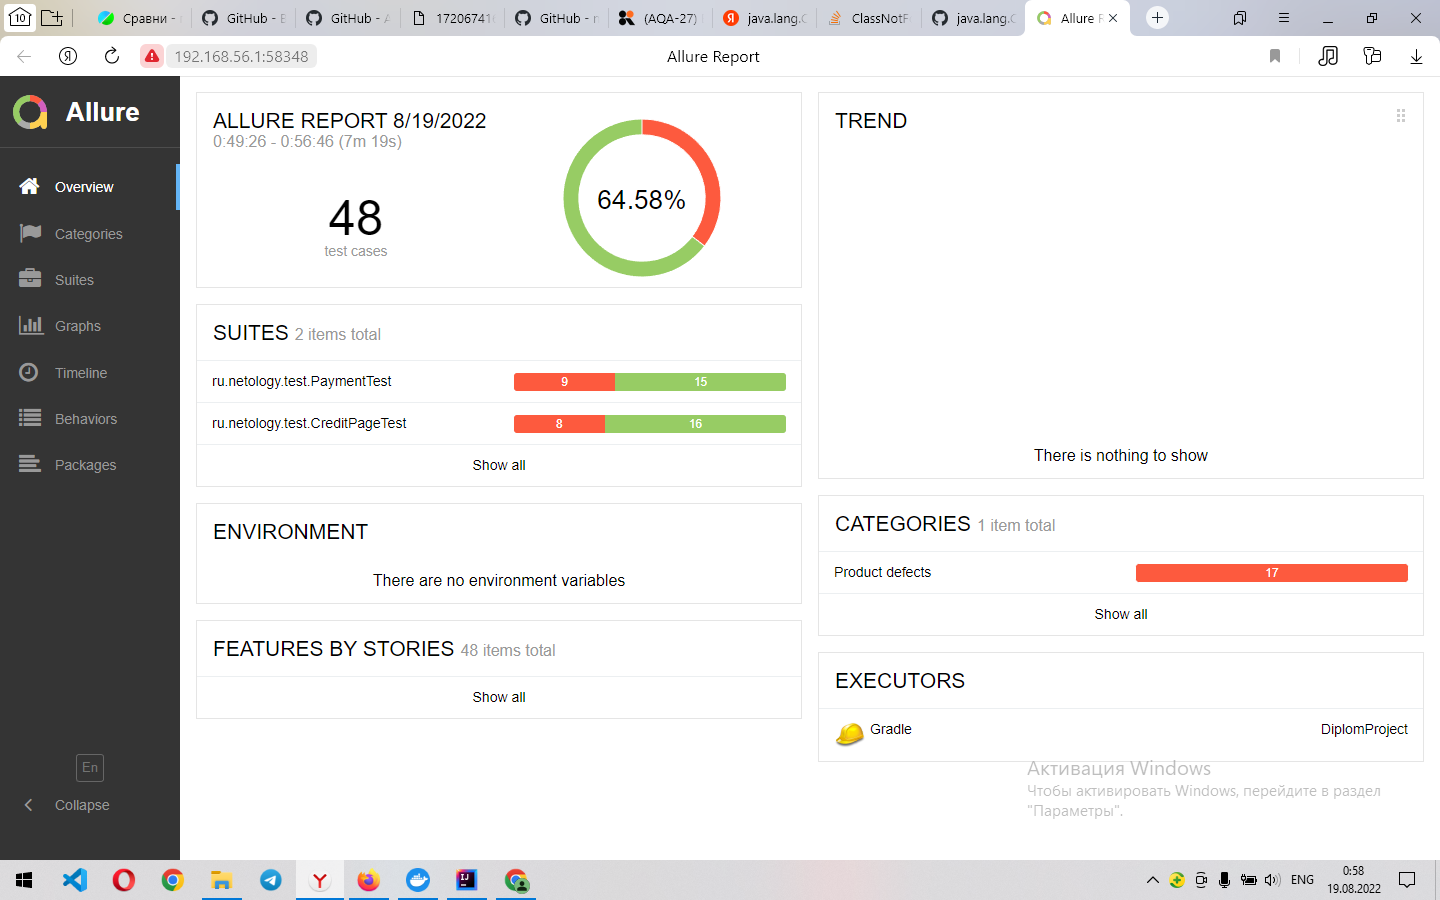 10
Сравни -
GitHub - E
GitHub - A
172067416
GitHub - r
(AQA-27)
java.lang.C
ClassNotF
java.lang.C
Allure R
192.168.56.1:58348
Allure Report
Allure
Overview
Categories
Suites
Graphs
Timeline
Behaviors
Packages
En
Collapse
ALLURE REPORT 8/19/2022
0:49:26 - 0:56:46 (7m 19s)
48
test cases
64.58%
SUITES 2 items total
ru.netology.test.PaymentTest 9 15
ru.netology.test.CreditPageTest 8 16
Show all
ENVIRONMENT
There are no environment variables
FEATURES BY STORIES 48 items total
Show all
TREND
There is nothing to show
CATEGORIES 1 item total
Product defects 17
Show all
EXECUTORS
Gradle DiplomProject
Активация Windows
Чтобы активировать Windows, перейдите в раздел
"Параметры".
ENG
0:58
19.08.2022